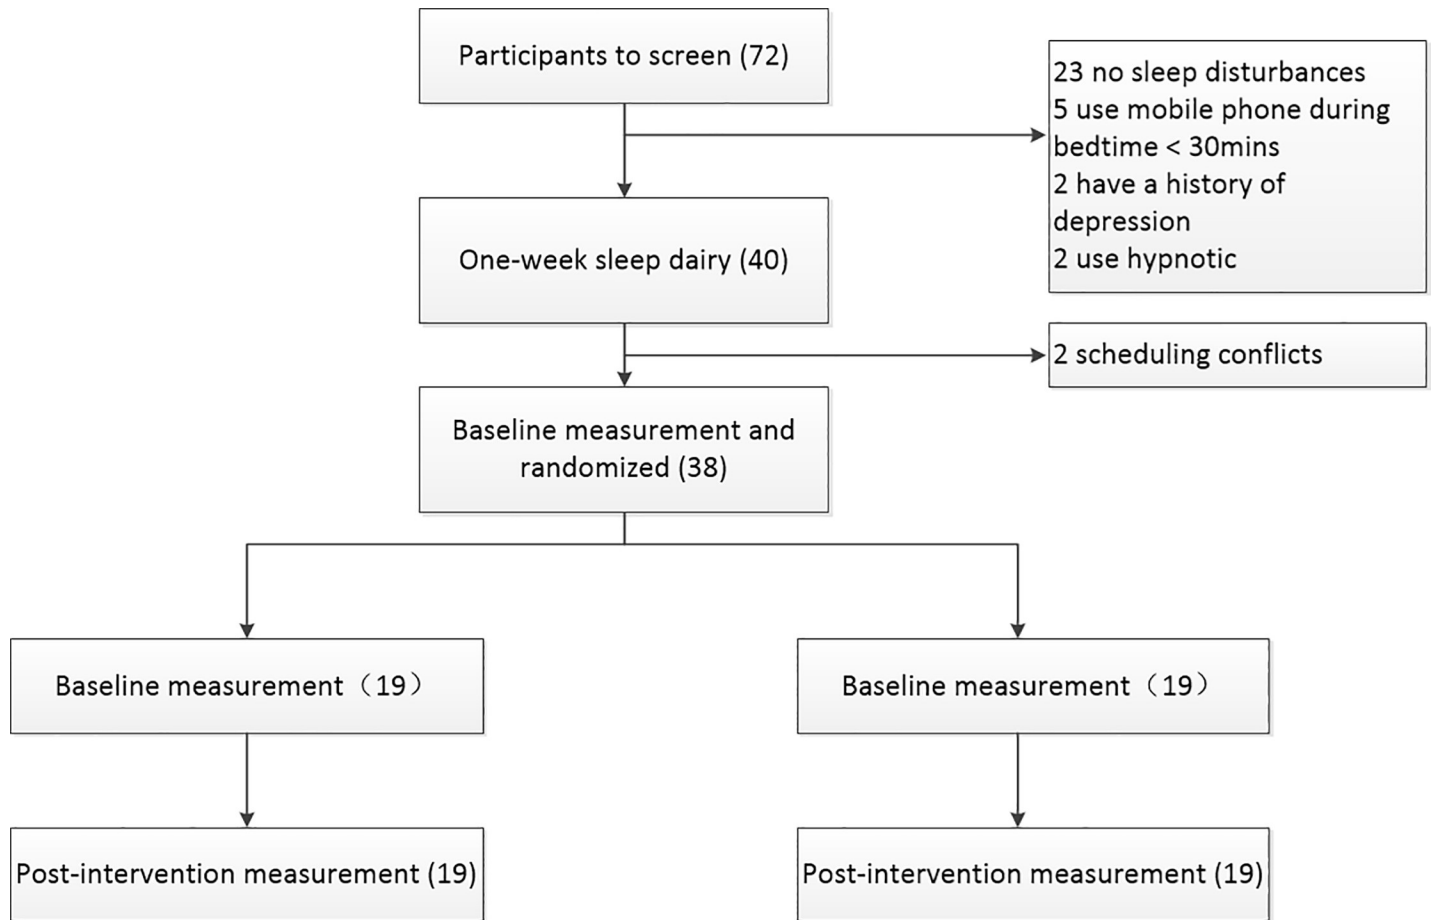 Participants to screen (72)
23 no sleep disturbances
5 use mobile phone during
bedtime < 30mins
2 have a history of
depression
2 use hypnotic
One-week sleep dairy (40)
2 scheduling conflicts
Baseline measurement and
randomized (38)
Baseline measurement（19）
Baseline measurement（19）
Post-intervention measurement (19)
Post-intervention measurement (19)